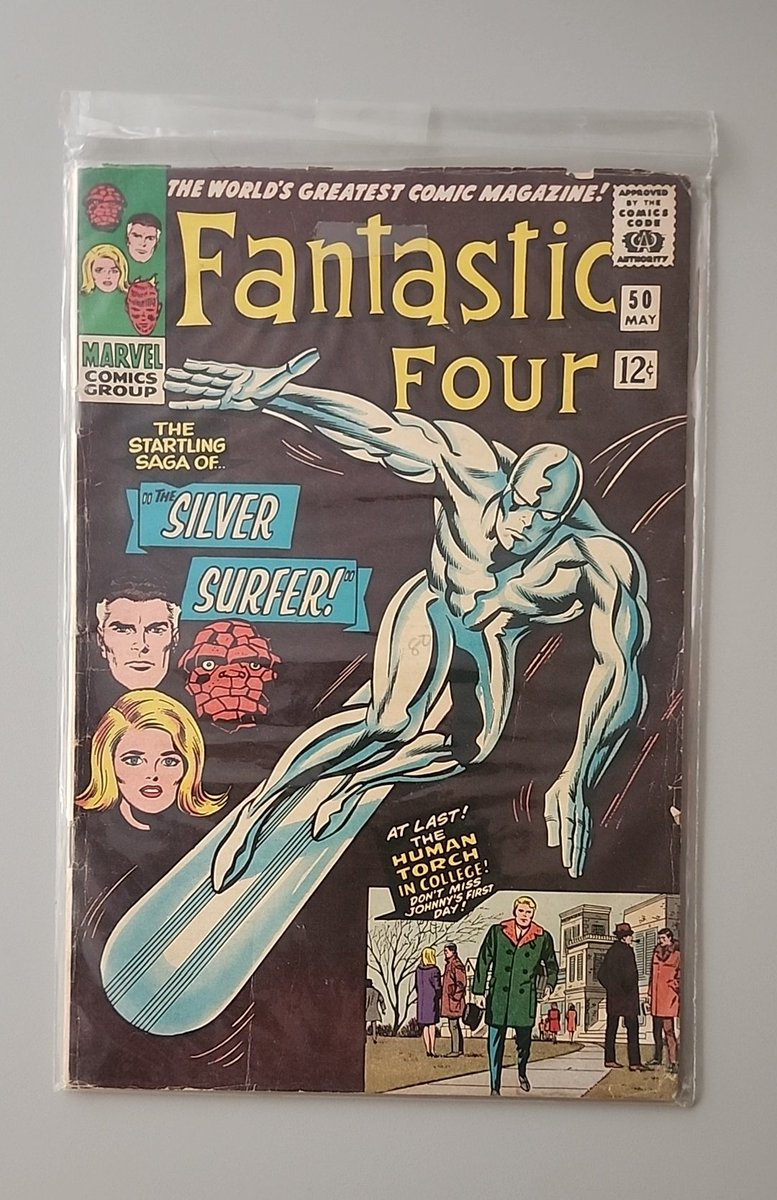 THE WORLD'S GREATEST COMIC MAGAZINE!
APPROVED
BY THE
COMICS
CODE
CA
AUTHORITY
Fantastic
Four
50
MAY
12¢
MARVEL
COMICS
GROUP
THE
STARTLING
SAGA OF...
"THE
SILVER
SURFER!"
80
AT LAST!
THE
HUMAN
TORCH
IN COLLEGE!
DON'T MISS
JOHNNY'S FIRST
DAY!